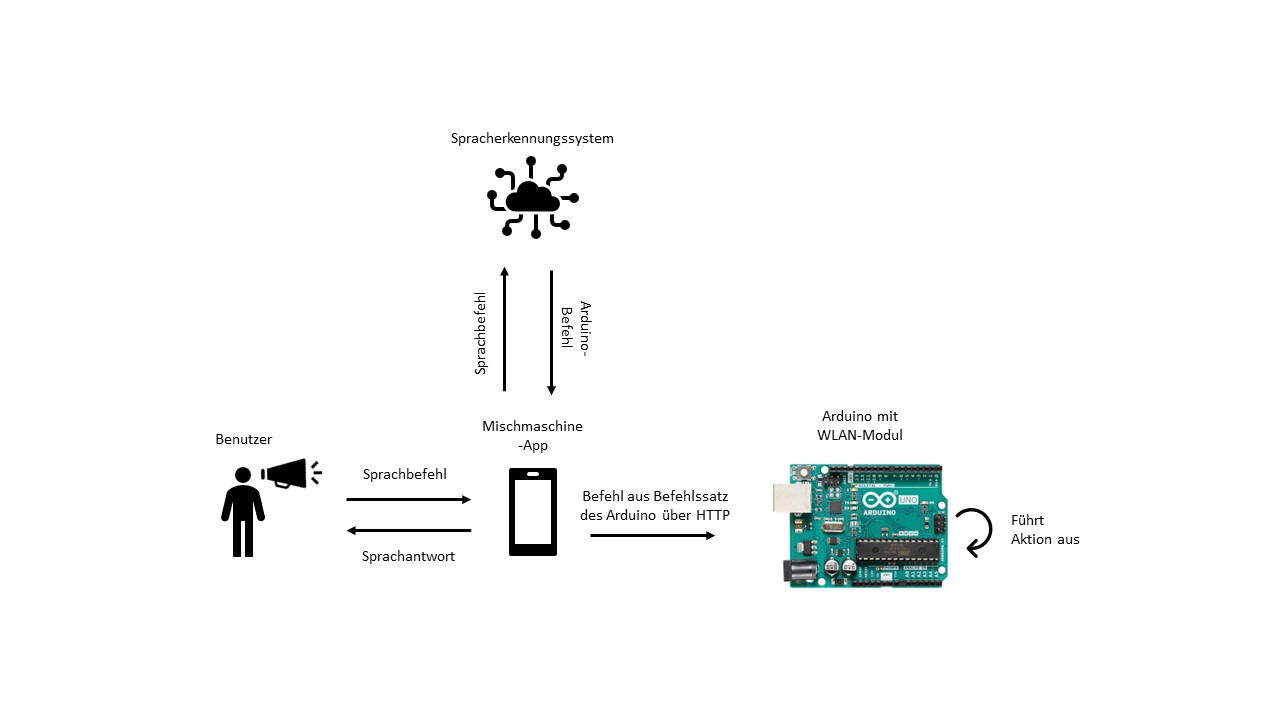 Spracherkennungssystem
Sprachbefehl
Arduino-
Befehl
Mischmaschine
-App
Benutzer
Sprachbefehl
Sprachantwort
Befehl aus Befehlssatz
des Arduino über HTTP
Arduino mit
WLAN-Modul
UNO
ARDUINO
Führt
Aktion aus